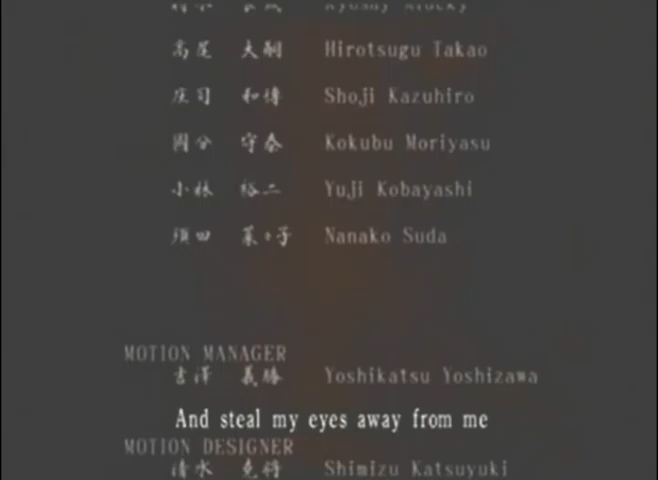 高尾 大嗣 Hirotsugu Takao
庄司 和博 Shoji Kazuhiro
國分 守泰 Kokubu Moriyasu
小林 裕二 Yuji Kobayashi
須田 菜々子 Nanako Suda
MOTION MANAGER
吉澤 義勝 Yoshikatsu Yoshizawa
And steal my eyes away from me
MOTION DESIGNER
清水 克将 Shimizu Katsuyuki